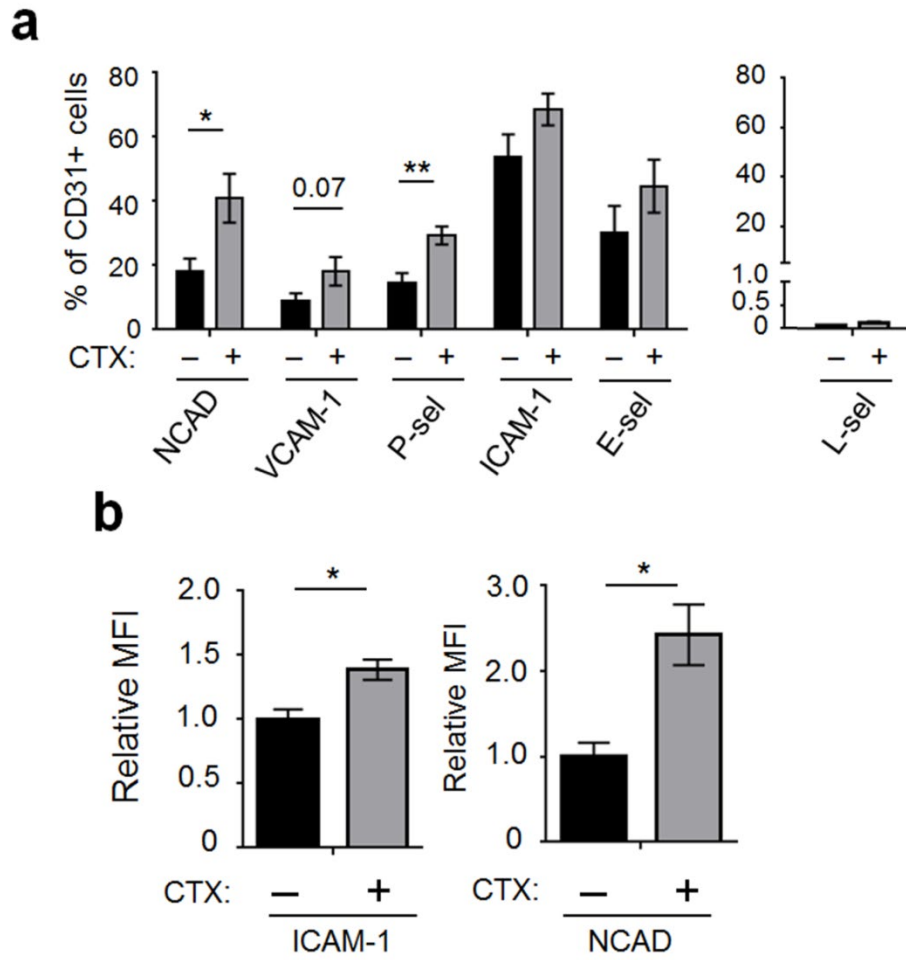 a
% of CD31+ cells
80
60
40
20
0
*
0.07
**
CTX: – + – + – + – + – +
NCAD
VCAM-1
P-sel
ICAM-1
E-sel
80
60
40
20
1.0
0.5
0
– +
L-sel
b
Relative MFI
2.0
1.5
1.0
0.5
0
*
CTX: – +
ICAM-1
Relative MFI
3.0
2.0
1.0
0
*
CTX: – +
NCAD